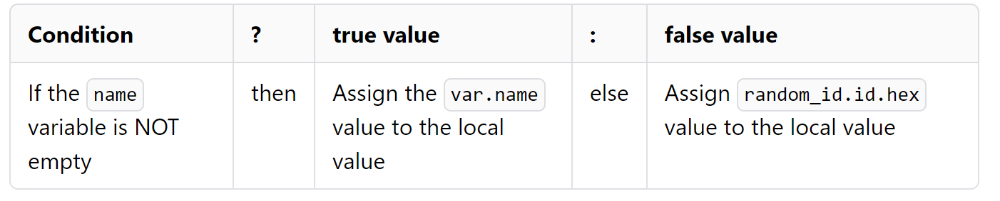 Condition ? true value : false value
If the name then Assign the var.name else Assign random_id.id.hex
variable is NOT value to the local value to the local value
empty value